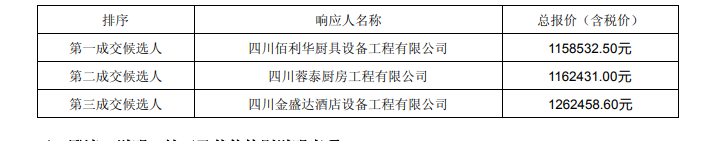 排序 响应人名称 总报价（含税价）
第一成交候选人 四川佰利华厨具设备工程有限公司 1158532.50元
第二成交候选人 四川蓉泰厨房工程有限公司 1162431.00元
第三成交候选人 四川金盛达酒店设备工程有限公司 1262458.60元